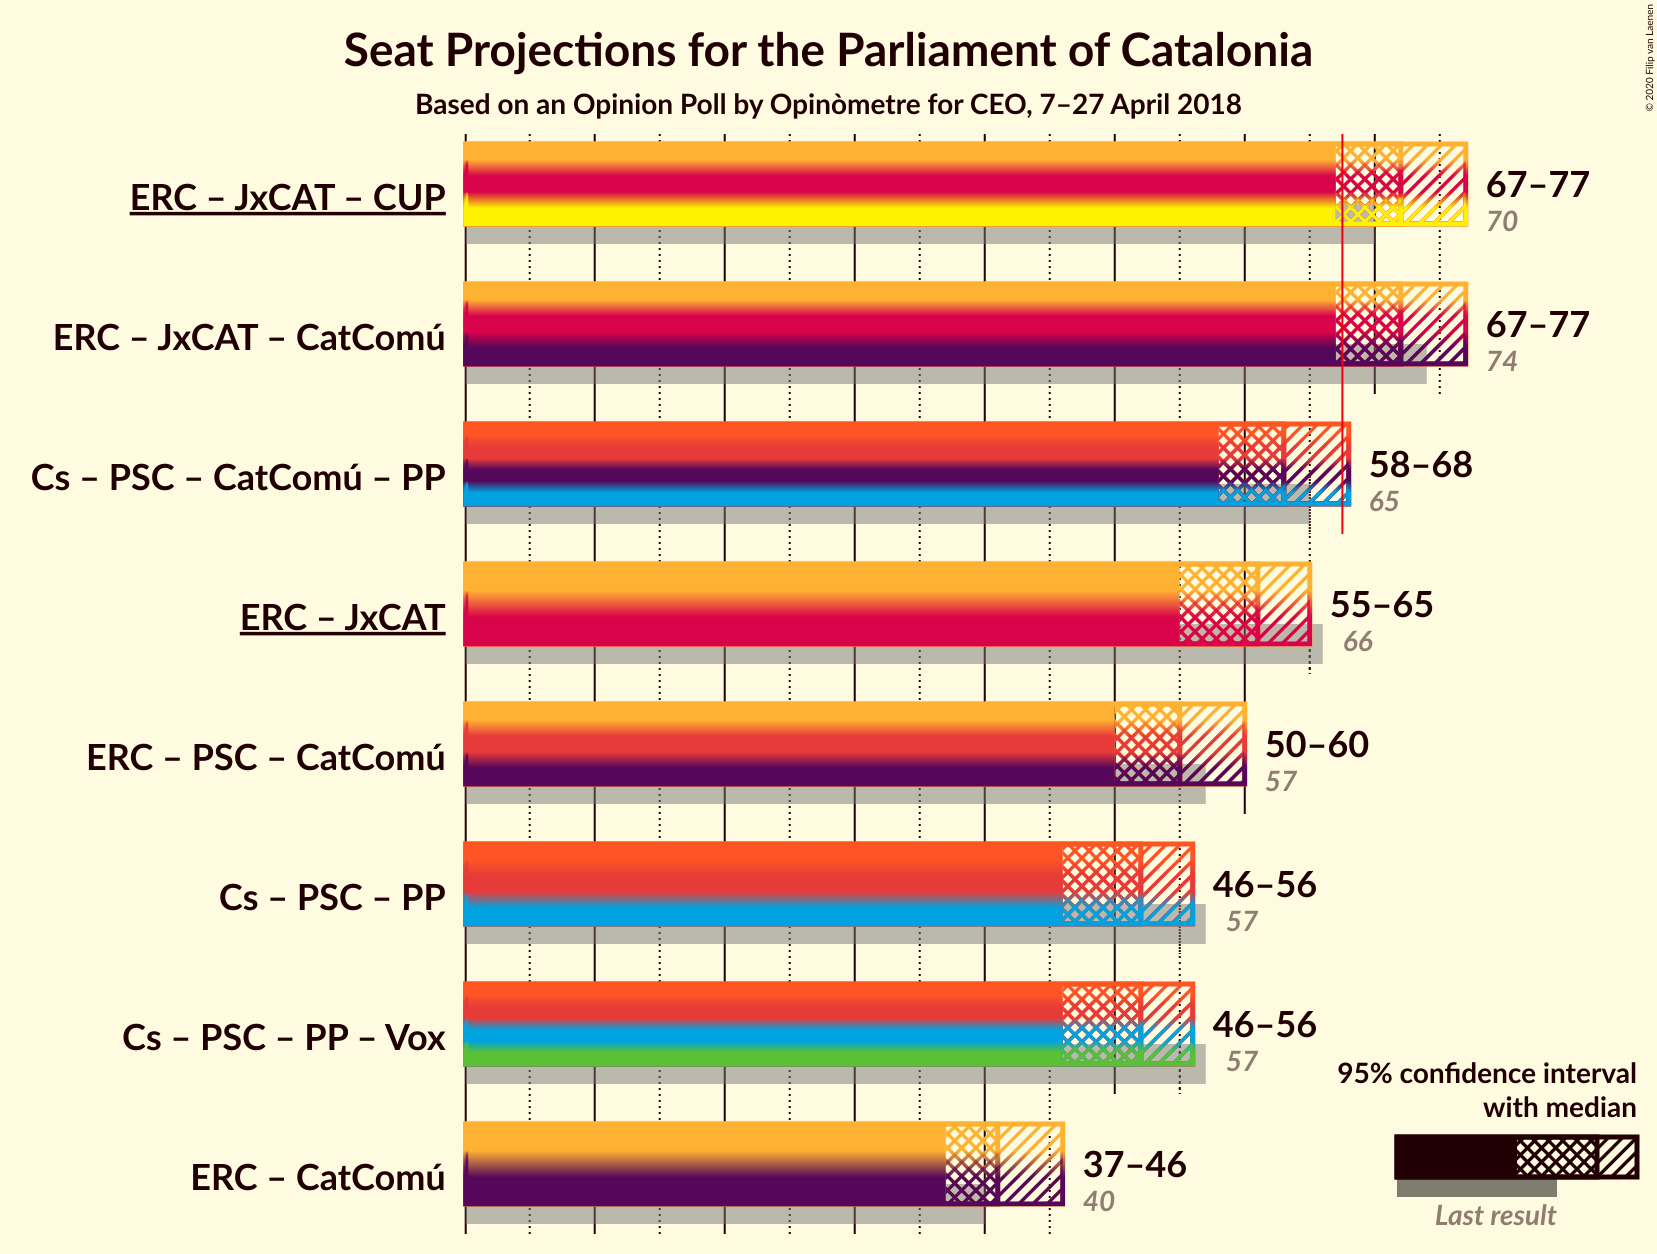 Seat Projections for the Parliament of Catalonia
Based on an Opinion Poll by Opinòmetre for CEO, 7–27 April 2018
© 2020 Filip van Laenen
ERC – JxCAT – CUP
67–77
70
ERC – JxCAT – CatComú
67–77
74
Cs – PSC – CatComú – PP
58–68
65
ERC – JxCAT
55–65
66
ERC – PSC – CatComú
50–60
57
Cs – PSC – PP
46–56
57
Cs – PSC – PP – Vox
46–56
57
ERC – CatComú
37–46
40
95% confidence interval
with median
Last result